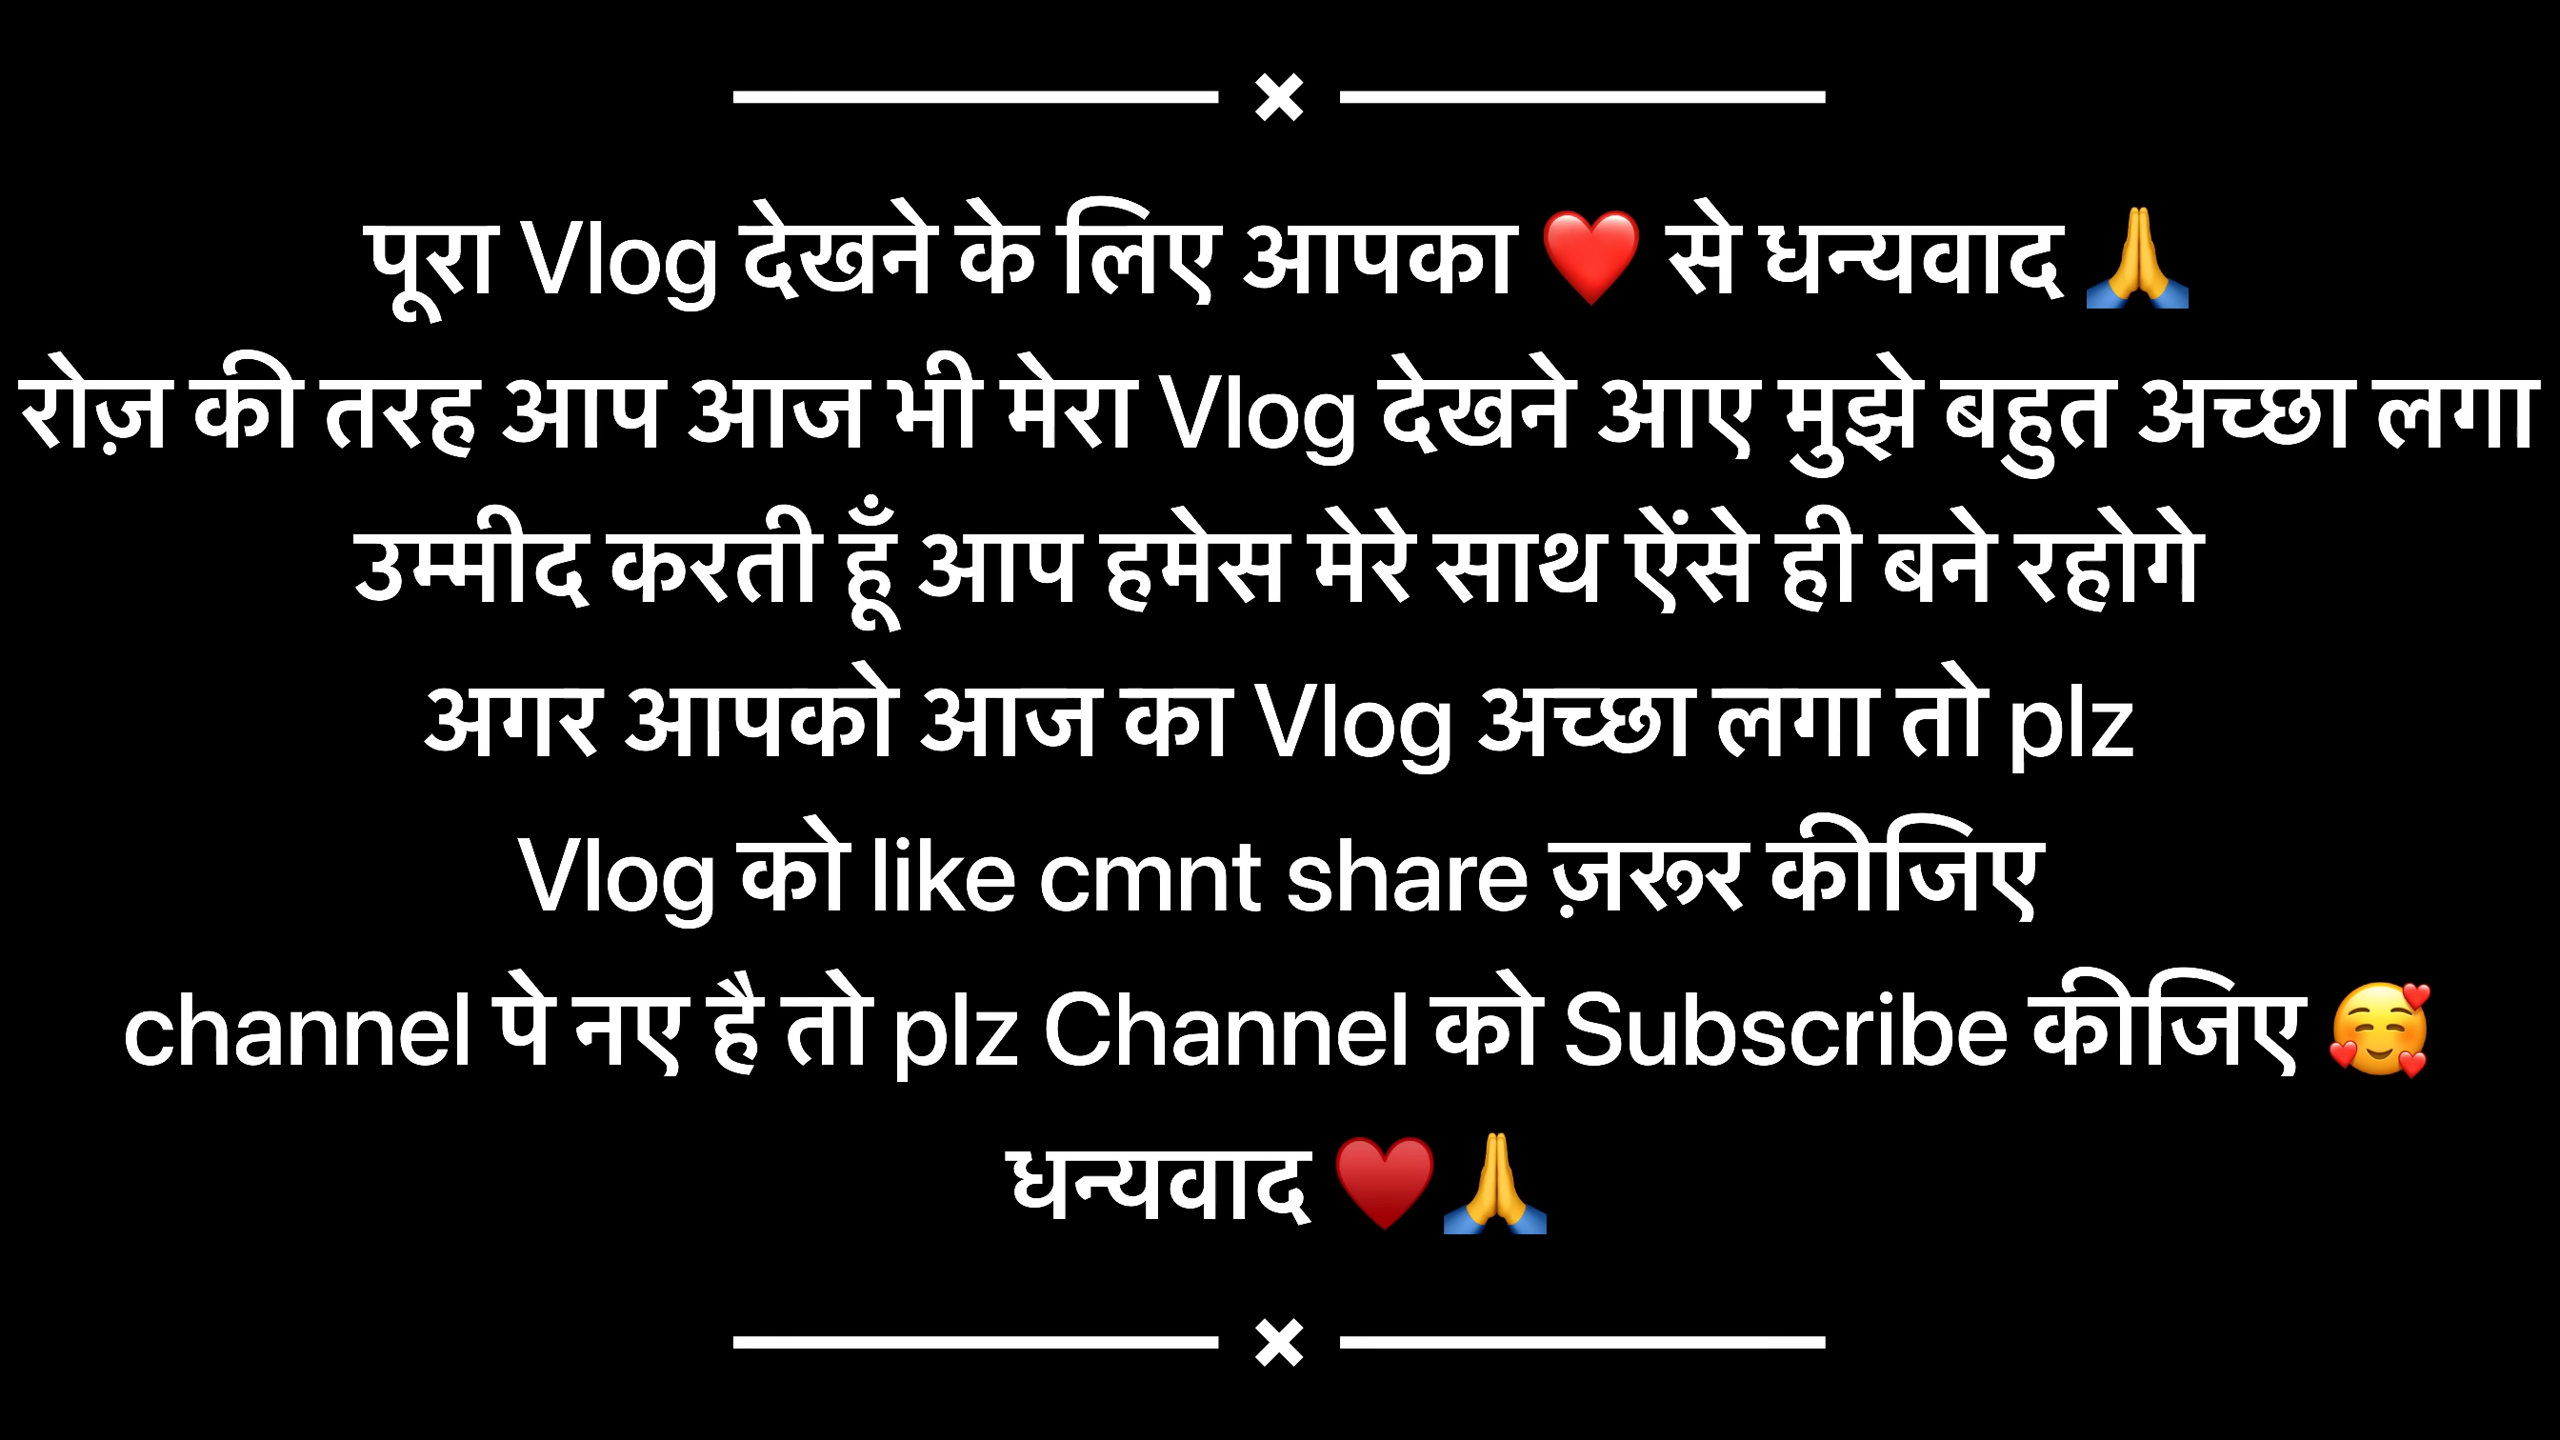 पूरा Vlog देखने के लिए आपका ❤️ से धन्यवाद 🙏
रोज़ की तरह आप आज भी मेरा Vlog देखने आए मुझे बहुत अच्छा लगा
उम्मीद करती हूँ आप हमेस मेरे साथ ऐंसे ही बने रहोगे
अगर आपको आज का Vlog अच्छा लगा तो plz
Vlog को like cmnt share ज़रूर कीजिए
channel पे नए है तो plz Channel को Subscribe कीजिए 🥰
धन्यवाद ♥️🙏